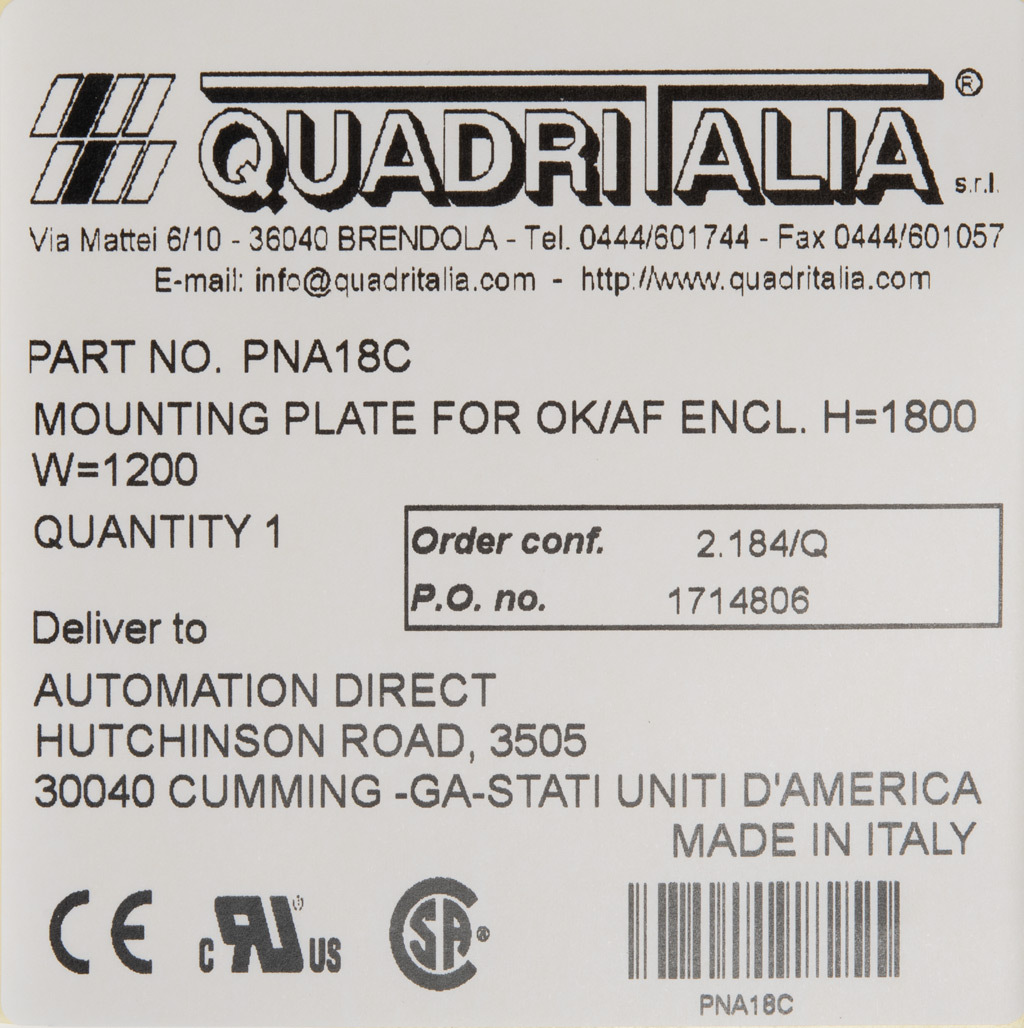 QUADRITALIA® s.r.l.
Via Mattei 6/10 - 36040 BRENDOLA - Tel. 0444/601744 - Fax 0444/601057
E-mail: info@quadritalia.com - http://www.quadritalia.com
PART NO. PNA18C
MOUNTING PLATE FOR OK/AF ENCL. H=1800
W=1200
QUANTITY 1
Order conf. 2.184/Q
P.O. no. 1714806
Deliver to
AUTOMATION DIRECT
HUTCHINSON ROAD, 3505
30040 CUMMING -GA-STATI UNITI D'AMERICA
MADE IN ITALY
CE c RU US SA®
PNA18C